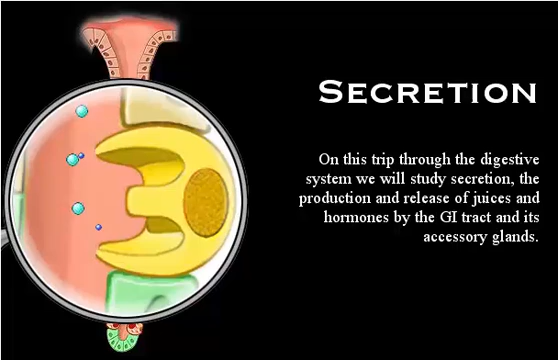 SECRETION
On this trip through the digestive
system we will study secretion, the
production and release of juices and
hormones by the GI tract and its
accessory glands.